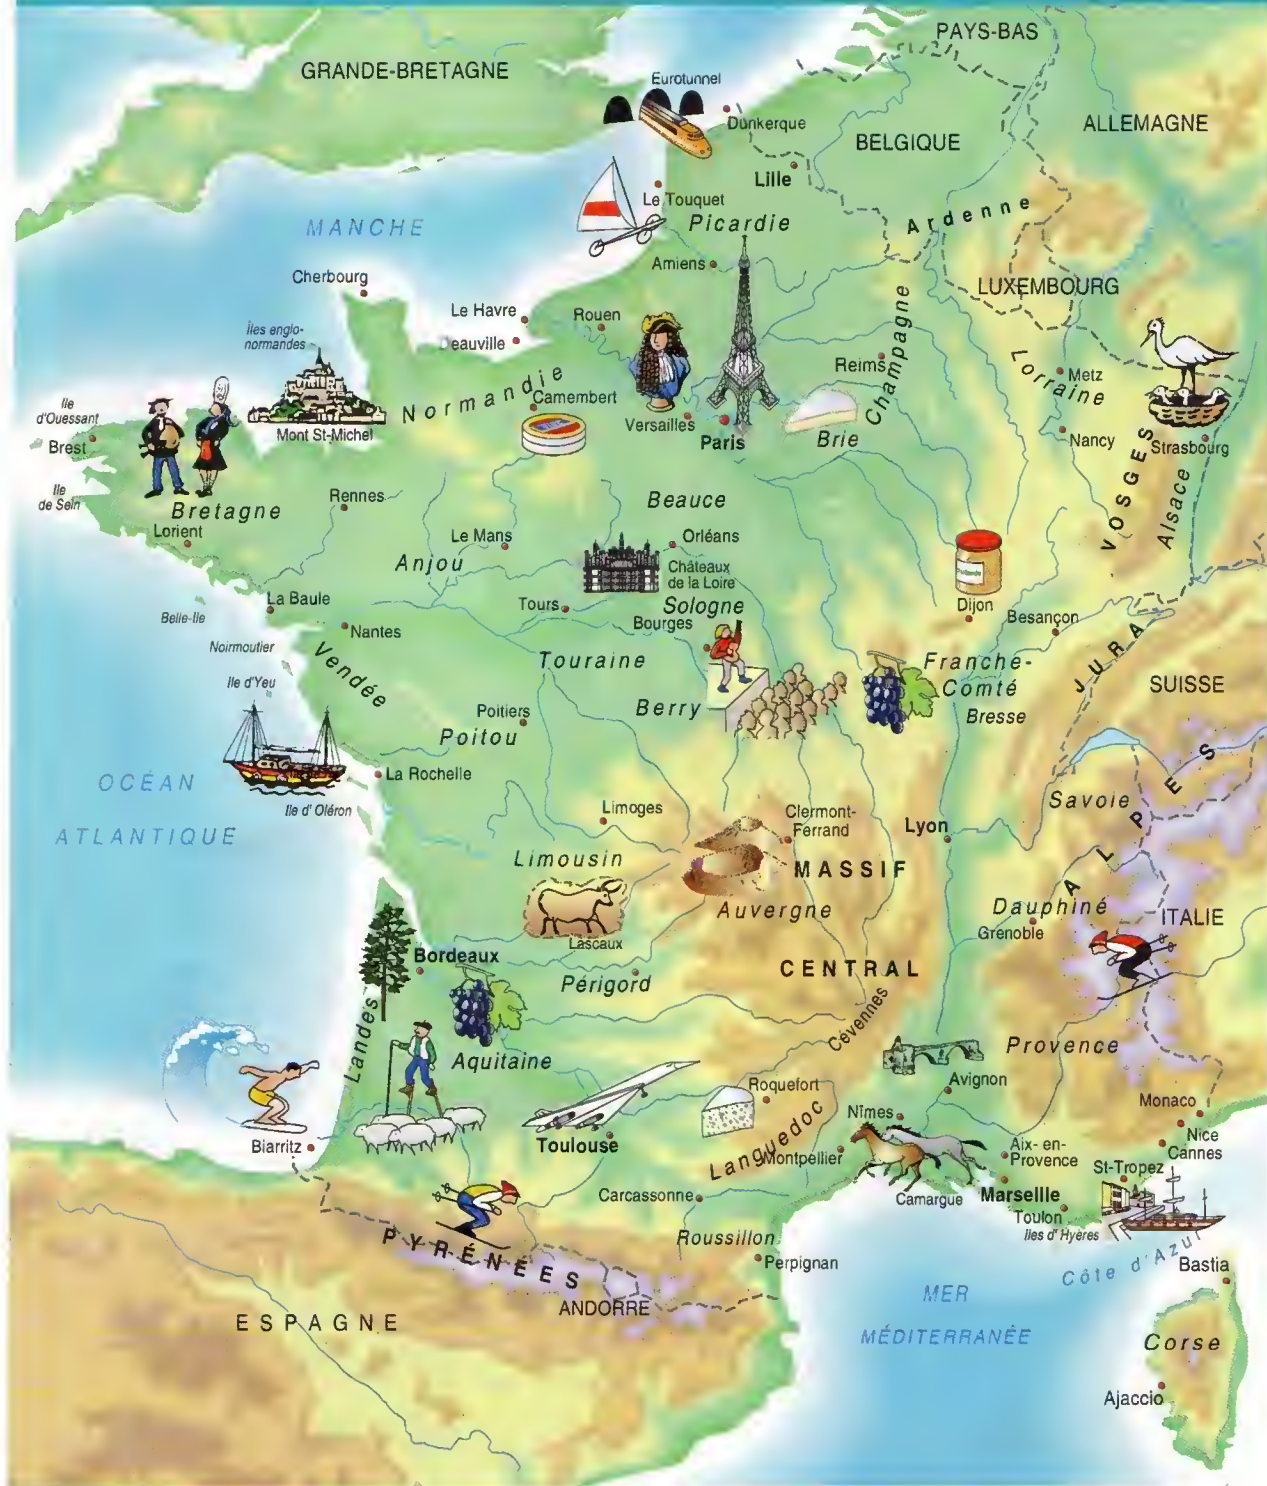 PAYS-BAS
GRANDE-BRETAGNE
Eurotunnel
Dunkerque
ALLEMAGNE
BELGIQUE
Lille
Le Touquet
Picardie
Ardenne
MANCHE
Amiens
Cherbourg
LUXEMBOURG
Le Havre
Rouen
Îles anglo-
normandes
Deauville
Champagne
Reims
Lorraine
Metz
Normandie
Camembert
Ile
d'Ouessant
Brest
Mont St-Michel
Versailles
Paris
Brie
Nancy
Strasbourg
VOSGES
Alsace
Ile
de Sein
Bretagne
Rennes
Beauce
Lorient
Le Mans
Orléans
Anjou
Châteaux
de la Loire
La Baule
Tours
Sologne
Dijon
Besançon
Belle-Ile
Nantes
Bourges
Noirmoutier
Vendée
Touraine
Franche-
Comté
JURA
Ile d'Yeu
SUISSE
Poitiers
Berry
Bresse
Poitou
OCÉAN
ATLANTIQUE
La Rochelle
Ile d'Oléron
Savoie
ALPES
Limoges
Clermont-
Ferrand
Lyon
Limousin
MASSIF
Auvergne
Dauphiné
Grenoble
ITALIE
Lascaux
Bordeaux
CENTRAL
Périgord
Landes
Cévennes
Aquitaine
Provence
Roquefort
Avignon
Monaco
Nîmes
Nice
Biarritz
Toulouse
Languedoc
Montpellier
Aix-en-
Provence
Cannes
St-Tropez
Carcassonne
Camargue
Marseille
Toulon
Iles d'Hyères
PYRÉNÉES
Roussillon
Perpignan
Côte d'Azur
Bastia
ANDORRE
MER
MÉDITERRANÉE
ESPAGNE
Corse
Ajaccio